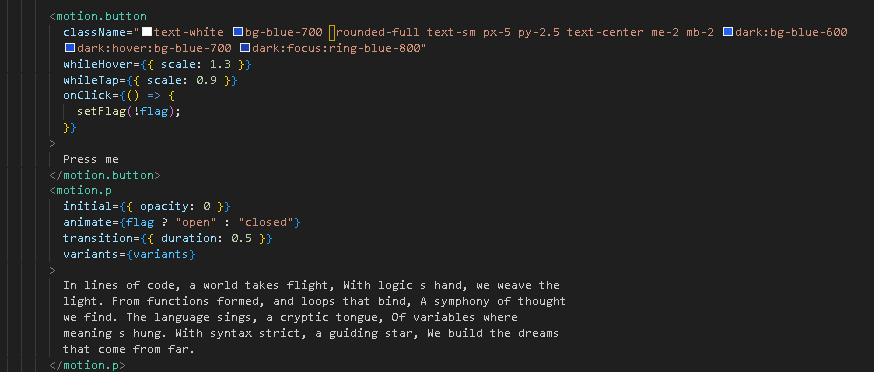 <motion.button
className="text-white bg-blue-700 rounded-full text-sm px-5 py-2.5 text-center me-2 mb-2 dark:bg-blue-600
dark:hover:bg-blue-700 dark:focus:ring-blue-800"
whileHover={{ scale: 1.3 }}
whileTap={{ scale: 0.9 }}
onClick={() => {
setFlag(!flag);
}}
>
Press me
</motion.button>
<motion.p
initial={{ opacity: 0 }}
animate={flag ? "open" : "closed"}
transition={{ duration: 0.5 }}
variants={variants}
>
In lines of code, a world takes flight, With logic s hand, we weave the
light. From functions formed, and loops that bind, A symphony of thought
we find. The language sings, a cryptic tongue, Of variables where
meaning s hung. With syntax strict, a guiding star, We build the dreams
that come from far.
</motion.p>